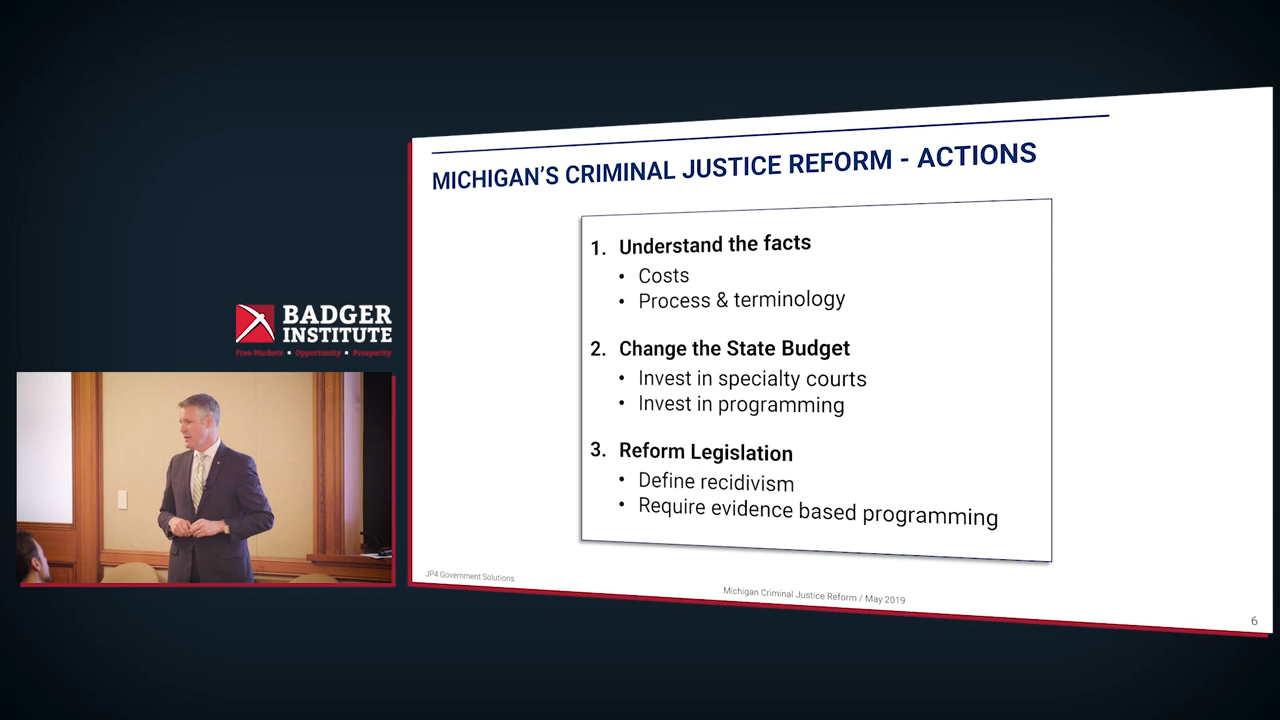 MICHIGAN'S CRIMINAL JUSTICE REFORM - ACTIONS
1. Understand the facts
• Costs
• Process & terminology
2. Change the State Budget
• Invest in specialty courts
• Invest in programming
3. Reform Legislation
• Define recidivism
• Require evidence based programming
JP4 Government Solutions
Michigan Criminal Justice Reform / May 2019
6
BADGER
INSTITUTE
Free Markets ▪ Opportunity ▪ Prosperity